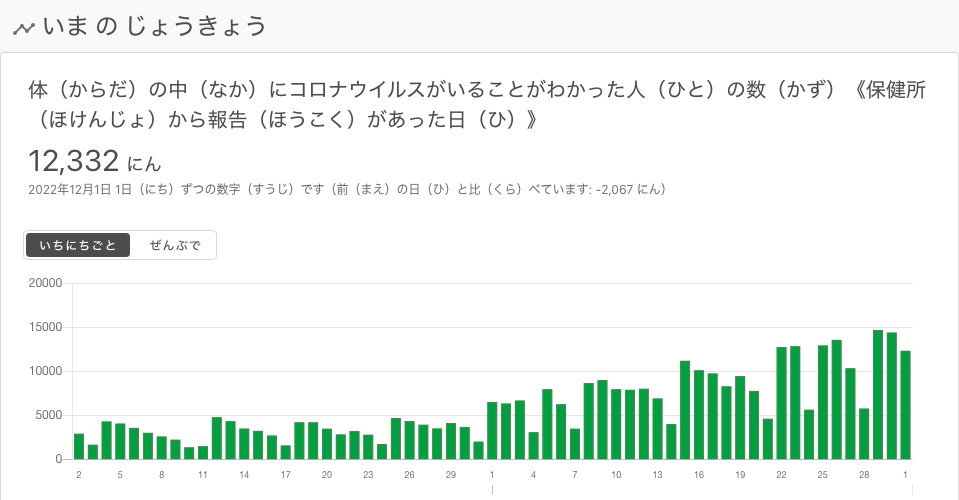 いま の じょうきょう
体（からだ）の中（なか）にコロナウイルスがいることがわかった人（ひと）の数（かず）《保健所
（ほけんじょ）から報告（ほうこく）があった日（ひ）》
12,332 にん
2022年12月1日 1日（にち）ずつの数字（すうじ）です（前（まえ）の日（ひ）と比（くら）べています: -2,067 にん）
いちにちごと ぜんぶで
20000
15000
10000
5000
0
2 5 8 11 14 17 20 23 26 29 1 4 7 10 13 16 19 22 25 28 1